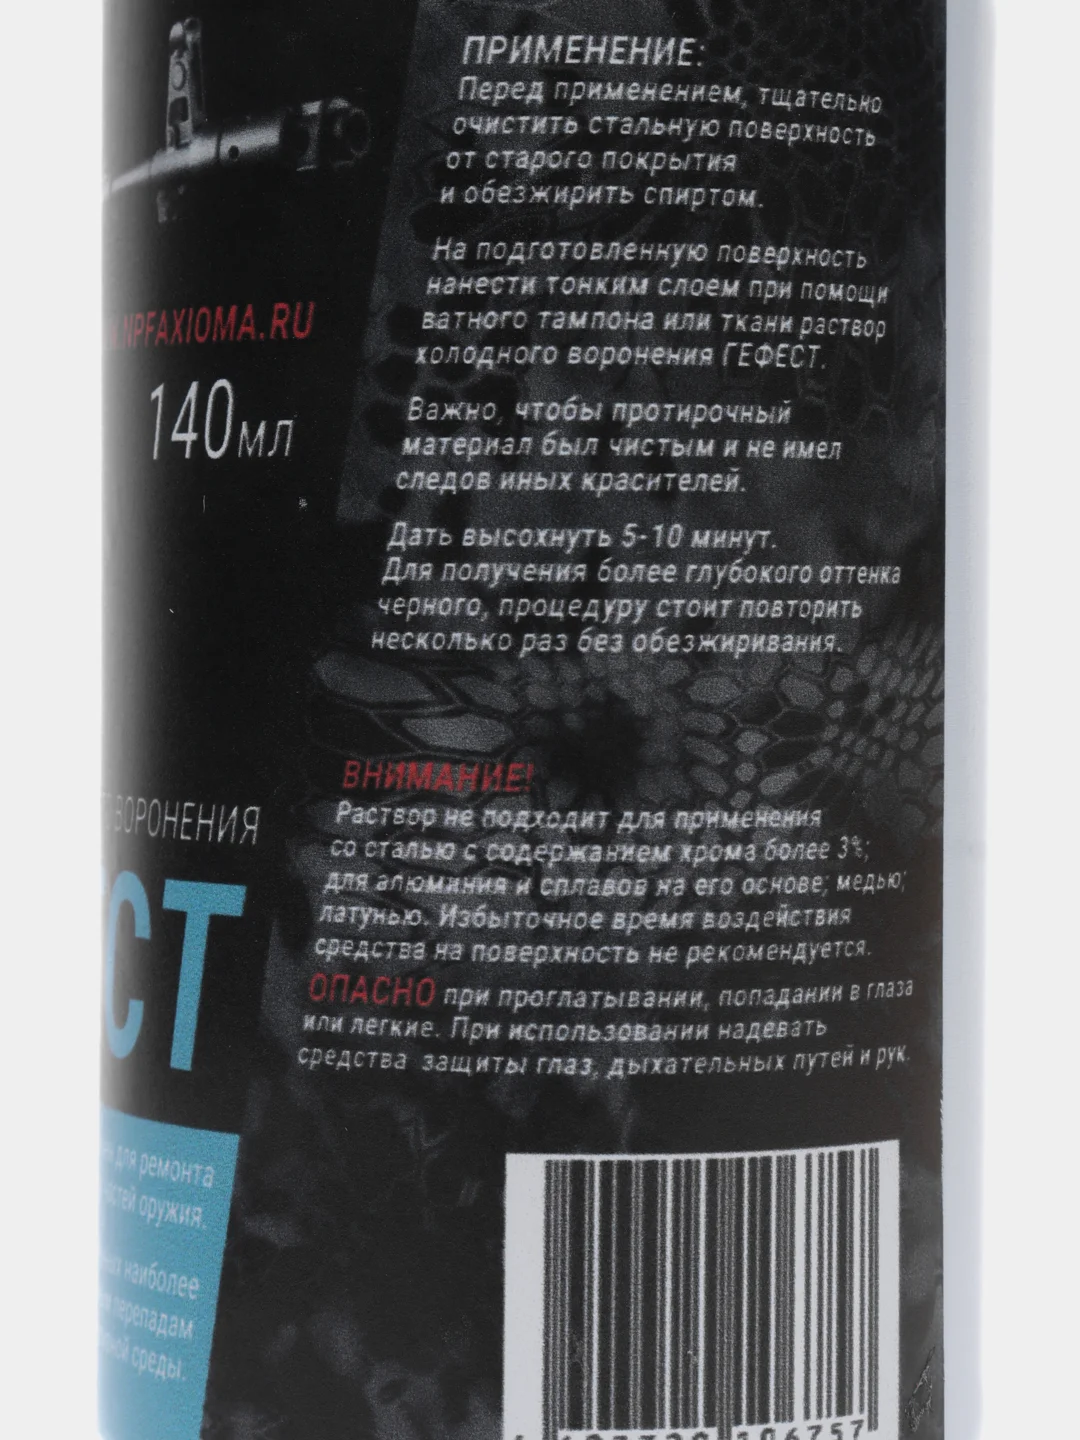 ПРИМЕНЕНИЕ:
Перед применением, тщательно
очистить стальную поверхность
от старого покрытия
и обезжирить спиртом.
На подготовленную поверхность
нанести тонким слоем при помощи
ватного тампона или ткани раствор
холодного воронения ГЕФЕСТ.
Важно, чтобы протирочный
материал был чистым и не имел
следов иных красителей.
Дать высохнуть 5-10 минут.
Для получения более глубокого оттенка
черного, процедуру стоит повторить
несколько раз без обезжиривания.
ВНИМАНИЕ!
Раствор не подходит для применения
со сталью с содержанием хрома более 3%;
для алюминия и сплавов на его основе; медью;
латунью. Избыточное время воздействия
средства на поверхность не рекомендуется.
ОПАСНО при проглатывании, попадании в глаза
или легкие. При использовании надевать
средства защиты глаз, дыхательных путей и рук.
.NPFAXIOMA.RU
140мл
ВОРОНЕНИЯ
СТ
для ремонта
оружия.
наиболее
перепадам
среды.